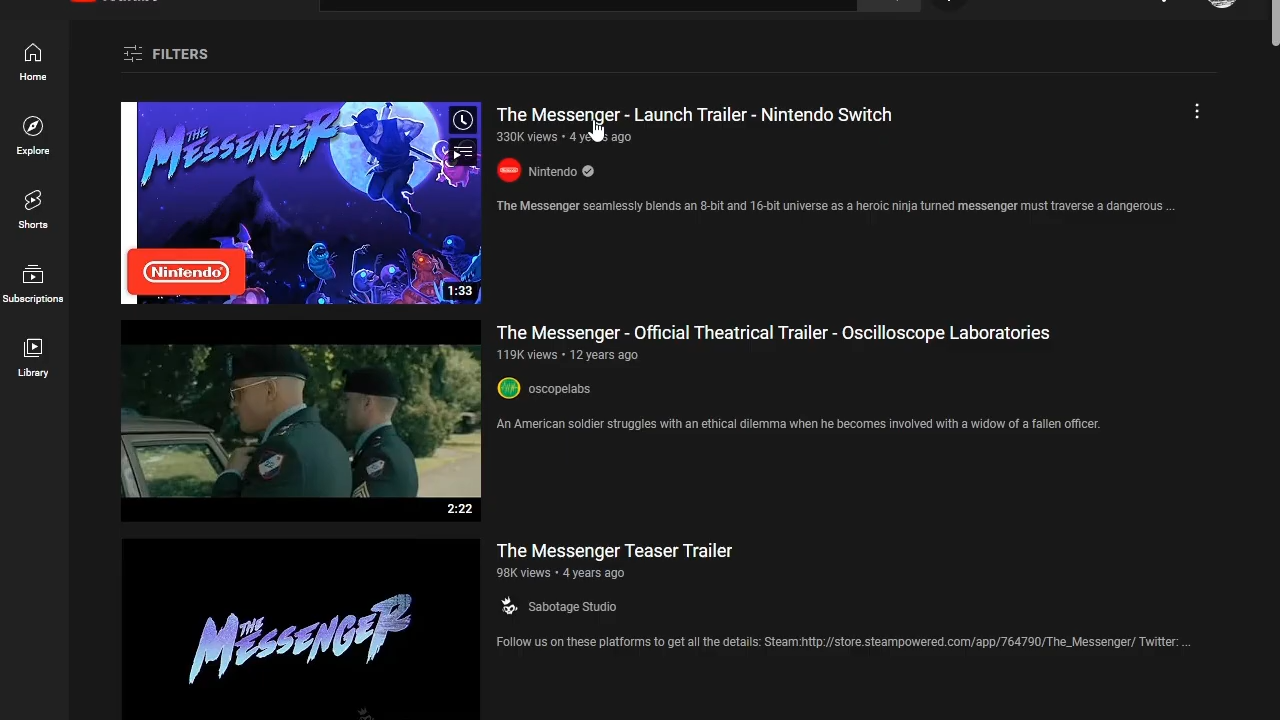 Home
Explore
Shorts
Subscriptions
Library
FILTERS
THE MESSENGER
Nintendo
1:33
The Messenger - Launch Trailer - Nintendo Switch
330K views • 4 years ago
Nintendo
The Messenger seamlessly blends an 8-bit and 16-bit universe as a heroic ninja turned messenger must traverse a dangerous ...
2:22
The Messenger - Official Theatrical Trailer - Oscilloscope Laboratories
119K views • 12 years ago
oscopelabs
An American soldier struggles with an ethical dilemma when he becomes involved with a widow of a fallen officer.
THE MESSENGER
The Messenger Teaser Trailer
98K views • 4 years ago
Sabotage Studio
Follow us on these platforms to get all the details: Steam:http://store.steampowered.com/app/764790/The_Messenger/ Twitter: ...